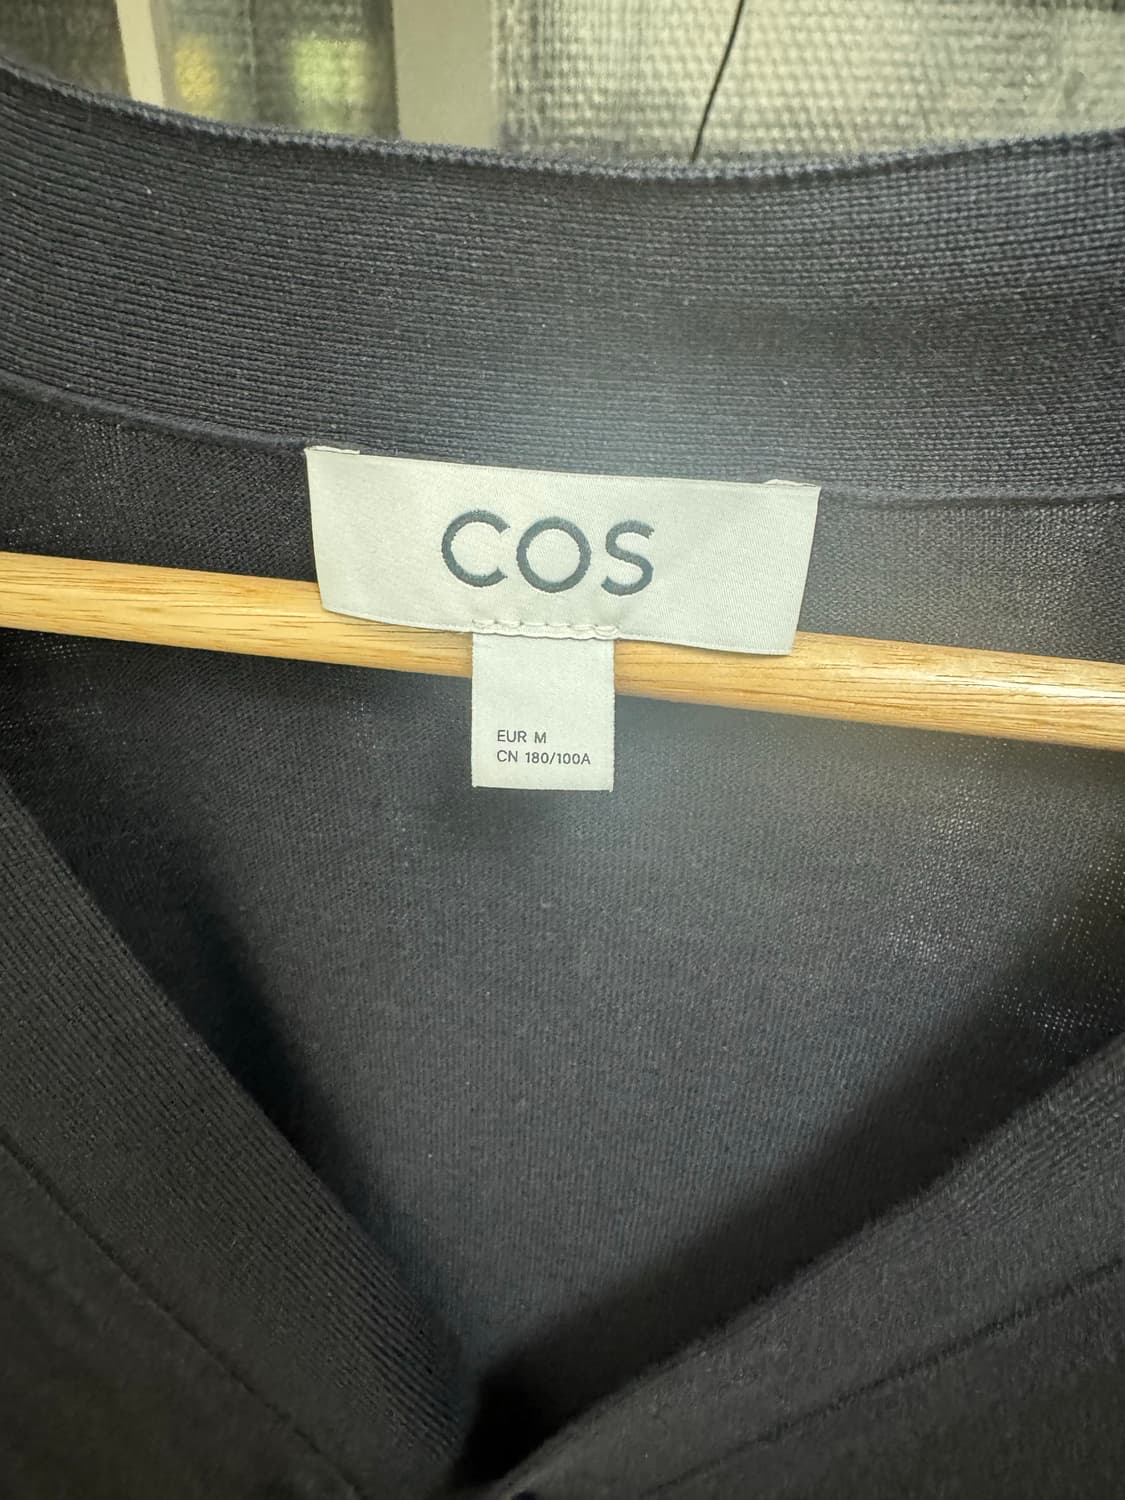 COS
EUR M
CN 180/100A